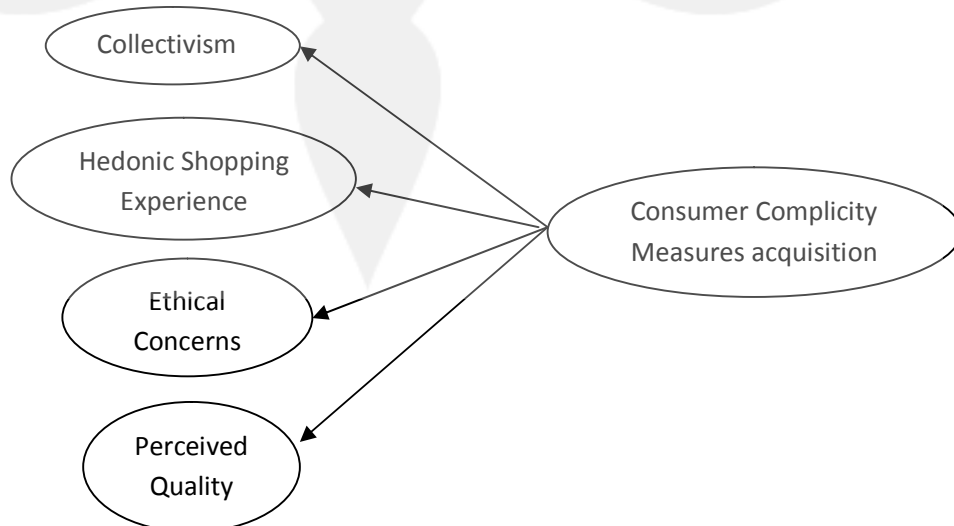 Collectivism
Hedonic Shopping
Experience
Ethical
Concerns
Perceived
Quality
Consumer Complicity
Measures acquisition